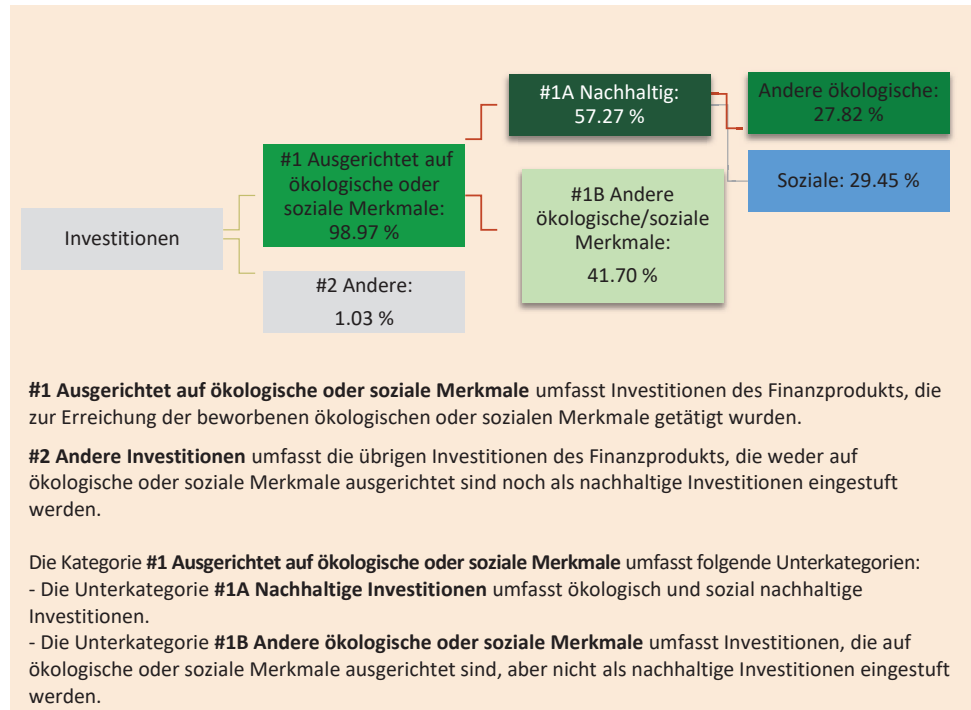 #1A Nachhaltig:
57.27 %
Andere ökologische:
27.82 %
#1 Ausgerichtet auf
ökologische oder
soziale Merkmale:
98.97 %
Soziale: 29.45 %
#1B Andere
ökologische/soziale
Merkmale:
41.70 %
Investitionen
#2 Andere:
1.03 %
#1 Ausgerichtet auf ökologische oder soziale Merkmale umfasst Investitionen des Finanzprodukts, die
zur Erreichung der beworbenen ökologischen oder sozialen Merkmale getätigt wurden.
#2 Andere Investitionen umfasst die übrigen Investitionen des Finanzprodukts, die weder auf
ökologische oder soziale Merkmale ausgerichtet sind noch als nachhaltige Investitionen eingestuft
werden.
Die Kategorie #1 Ausgerichtet auf ökologische oder soziale Merkmale umfasst folgende Unterkategorien:
- Die Unterkategorie #1A Nachhaltige Investitionen umfasst ökologisch und sozial nachhaltige
Investitionen.
- Die Unterkategorie #1B Andere ökologische oder soziale Merkmale umfasst Investitionen, die auf
ökologische oder soziale Merkmale ausgerichtet sind, aber nicht als nachhaltige Investitionen eingestuft
werden.